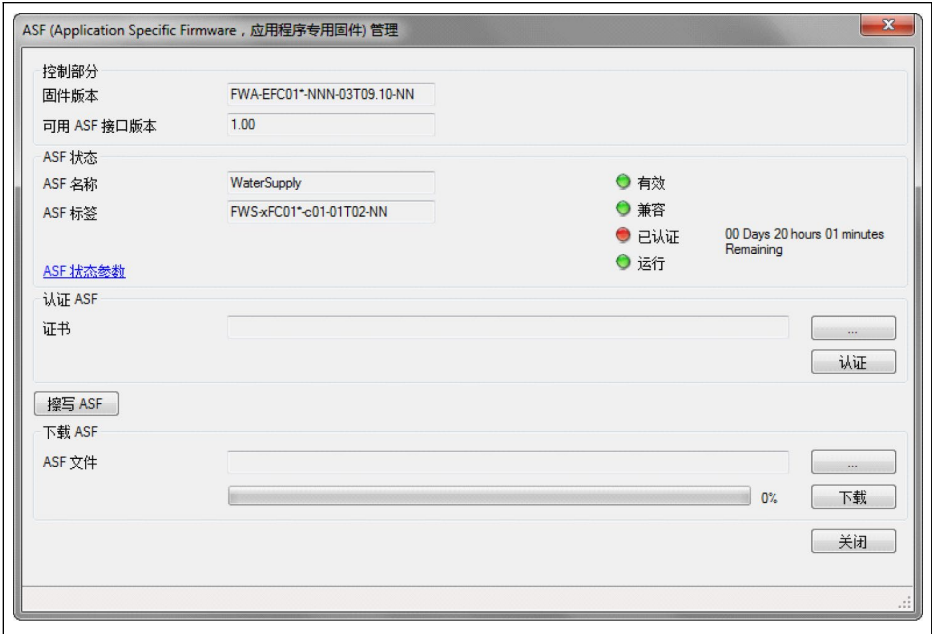 ASF (Application Specific Firmware，应用程序专用固件) 管理
控制部分
固件版本 FWA-EFC01*-NNN-03T09.10-NN
可用 ASF 接口版本 1.00
ASF 状态
ASF 名称 WaterSupply 有效
ASF 标签 FWS-xFC01*-c01-01T02-NN 兼容
已认证 00 Days 20 hours 01 minutes
Remaining
运行
ASF 状态参数
认证 ASF
证书 ...
认证
擦写 ASF
下载 ASF
ASF 文件 ...
0% 下载
关闭